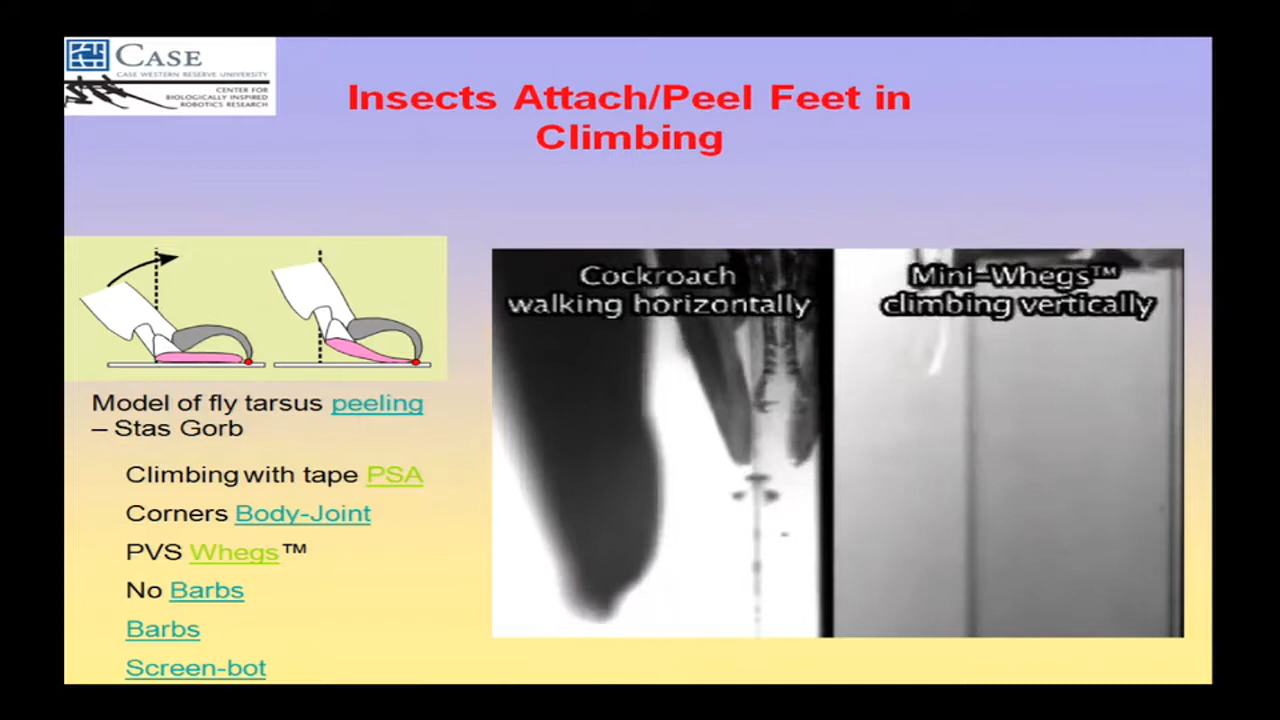 CASE
CASE WESTERN RESERVE UNIVERSITY
CENTER FOR
BIOLOGICALLY INSPIRED
ROBOTICS RESEARCH
Insects Attach/Peel Feet in
Climbing
Model of fly tarsus peeling
– Stas Gorb
Climbing with tape PSA
Corners Body-Joint
PVS Whegs™
No Barbs
Barbs
Screen-bot
Cockroach
walking horizontally
Mini-Whegs™
climbing vertically